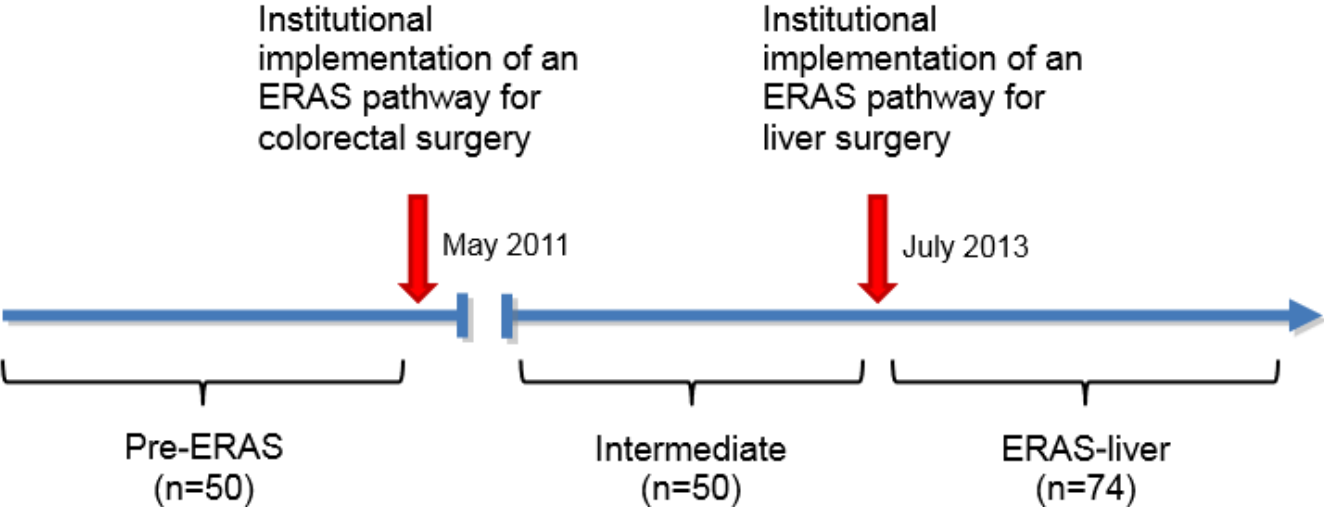 Institutional
implementation of an
ERAS pathway for
colorectal surgery
Institutional
implementation of an
ERAS pathway for
liver surgery
May 2011
July 2013
Pre-ERAS
(n=50)
Intermediate
(n=50)
ERAS-liver
(n=74)